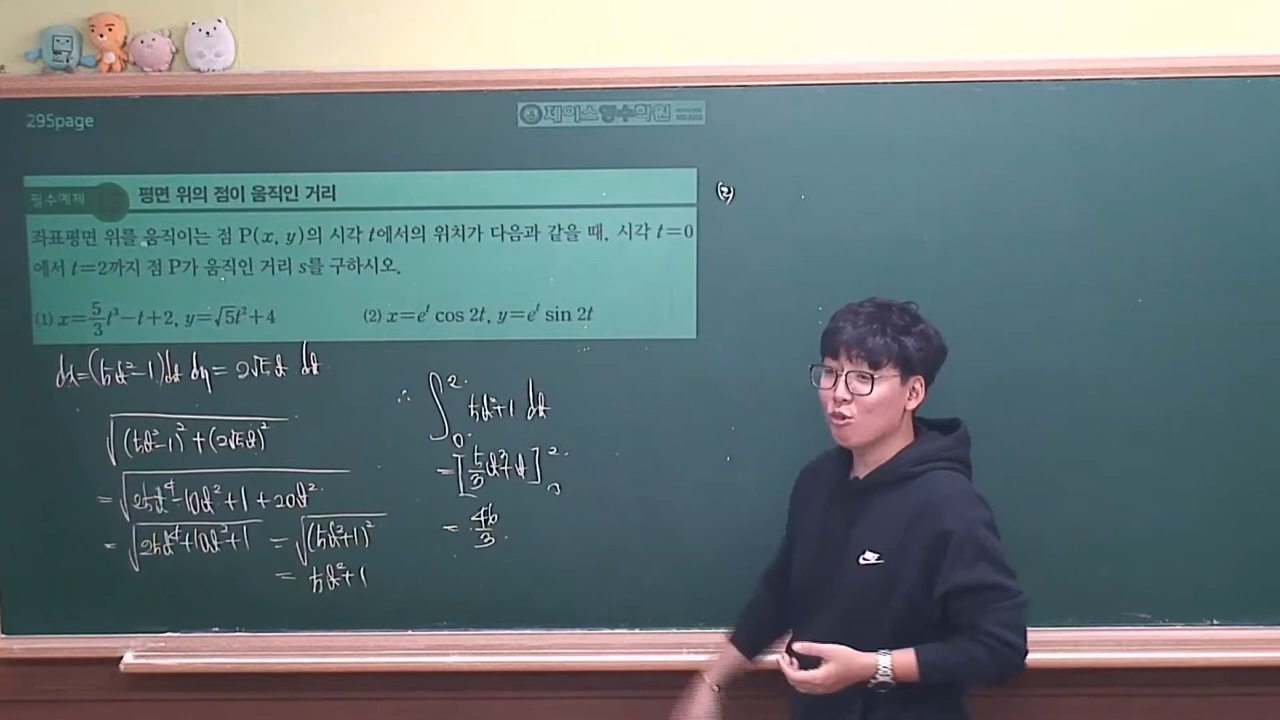 295page
제이스영수학원
필수예제
평면 위의 점이 움직인 거리
좌표평면 위를 움직이는 점 P(x, y)의 시각 t에서의 위치가 다음과 같을 때, 시각 t=0
에서 t=2까지 점 P가 움직인 거리 s를 구하시오.
(1) x=5/3t³−t+2, y=√5t²+4
(2) x=eᵗ cos 2t, y=eᵗ sin 2t
dx=(5t²−1)dt dy=2√5t dt
√((5t²−1)²+(2√5t)²)
=√(25t⁴−10t²+1+20t²)
=√(25t⁴+10t²+1) =√((5t²+1)²)
=5t²+1
∴ ∫₀² 5t²+1 dt
=[5/3t³+t]₀²
=46/3
(2)